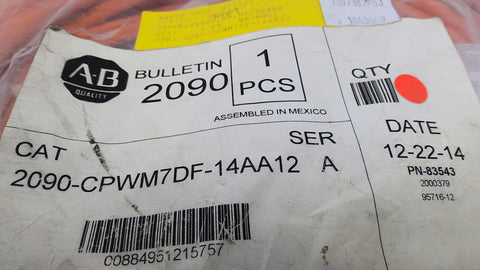 A-B
QUALITY
BULLETIN
2090
1
PCS
ASSEMBLED IN MEXICO
QTY
CAT
SER
2090-CPWM7DF-14AA12 A
DATE
12-22-14
PN-83543
2000379
95716-12
C0884951215757